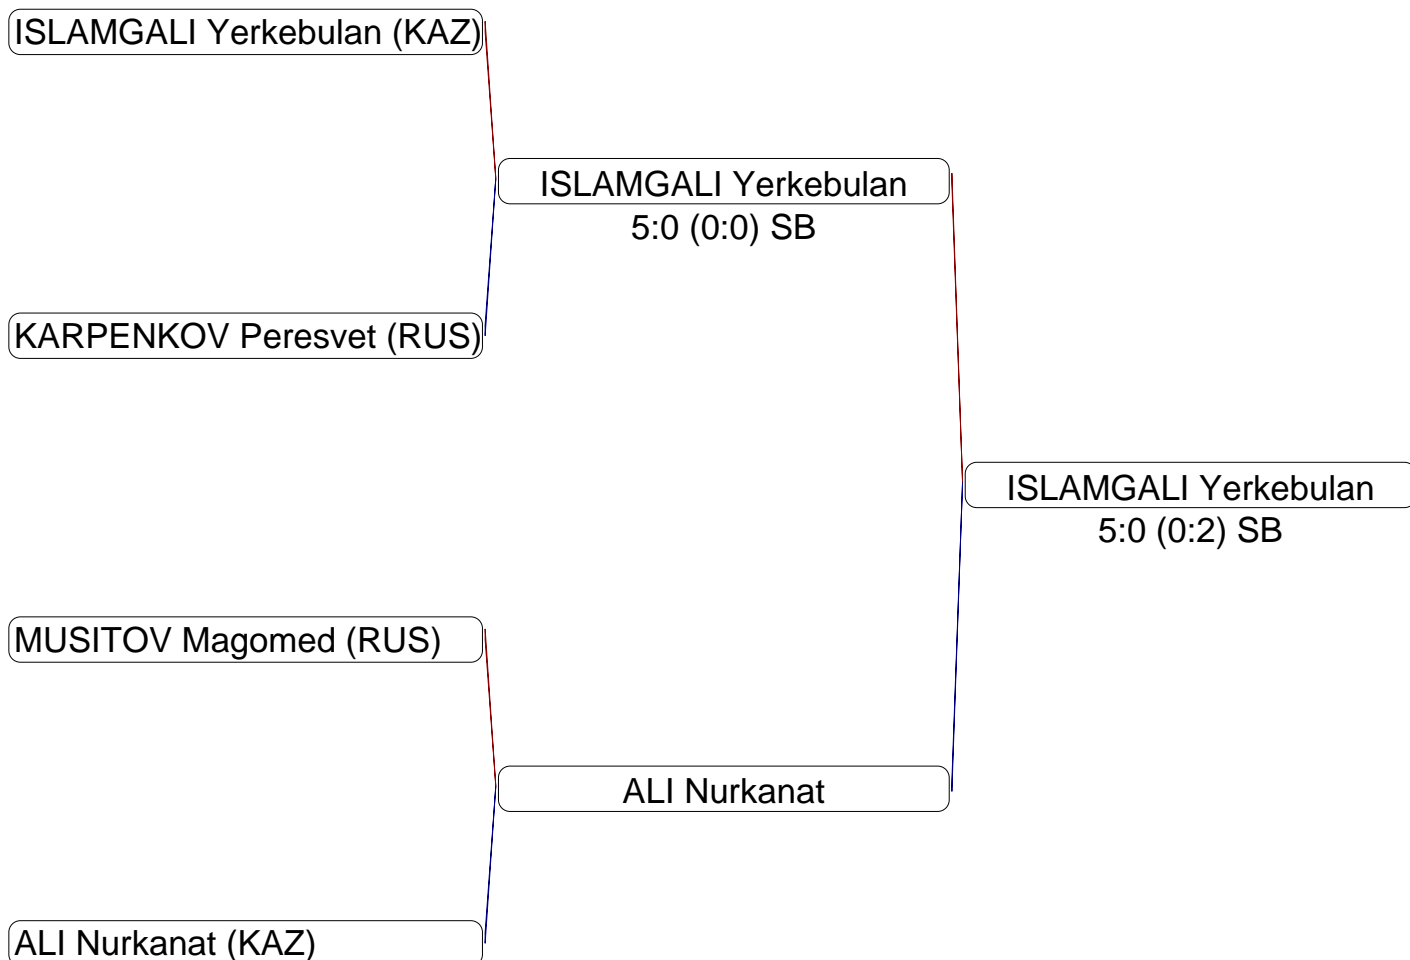 ISLAMGALI Yerkebulan (KAZ)
ISLAMGALI Yerkebulan
5:0 (0:0) SB
KARPENKOV Peresvet (RUS)
ISLAMGALI Yerkebulan
5:0 (0:2) SB
MUSITOV Magomed (RUS)
ALI Nurkanat
ALI Nurkanat (KAZ)